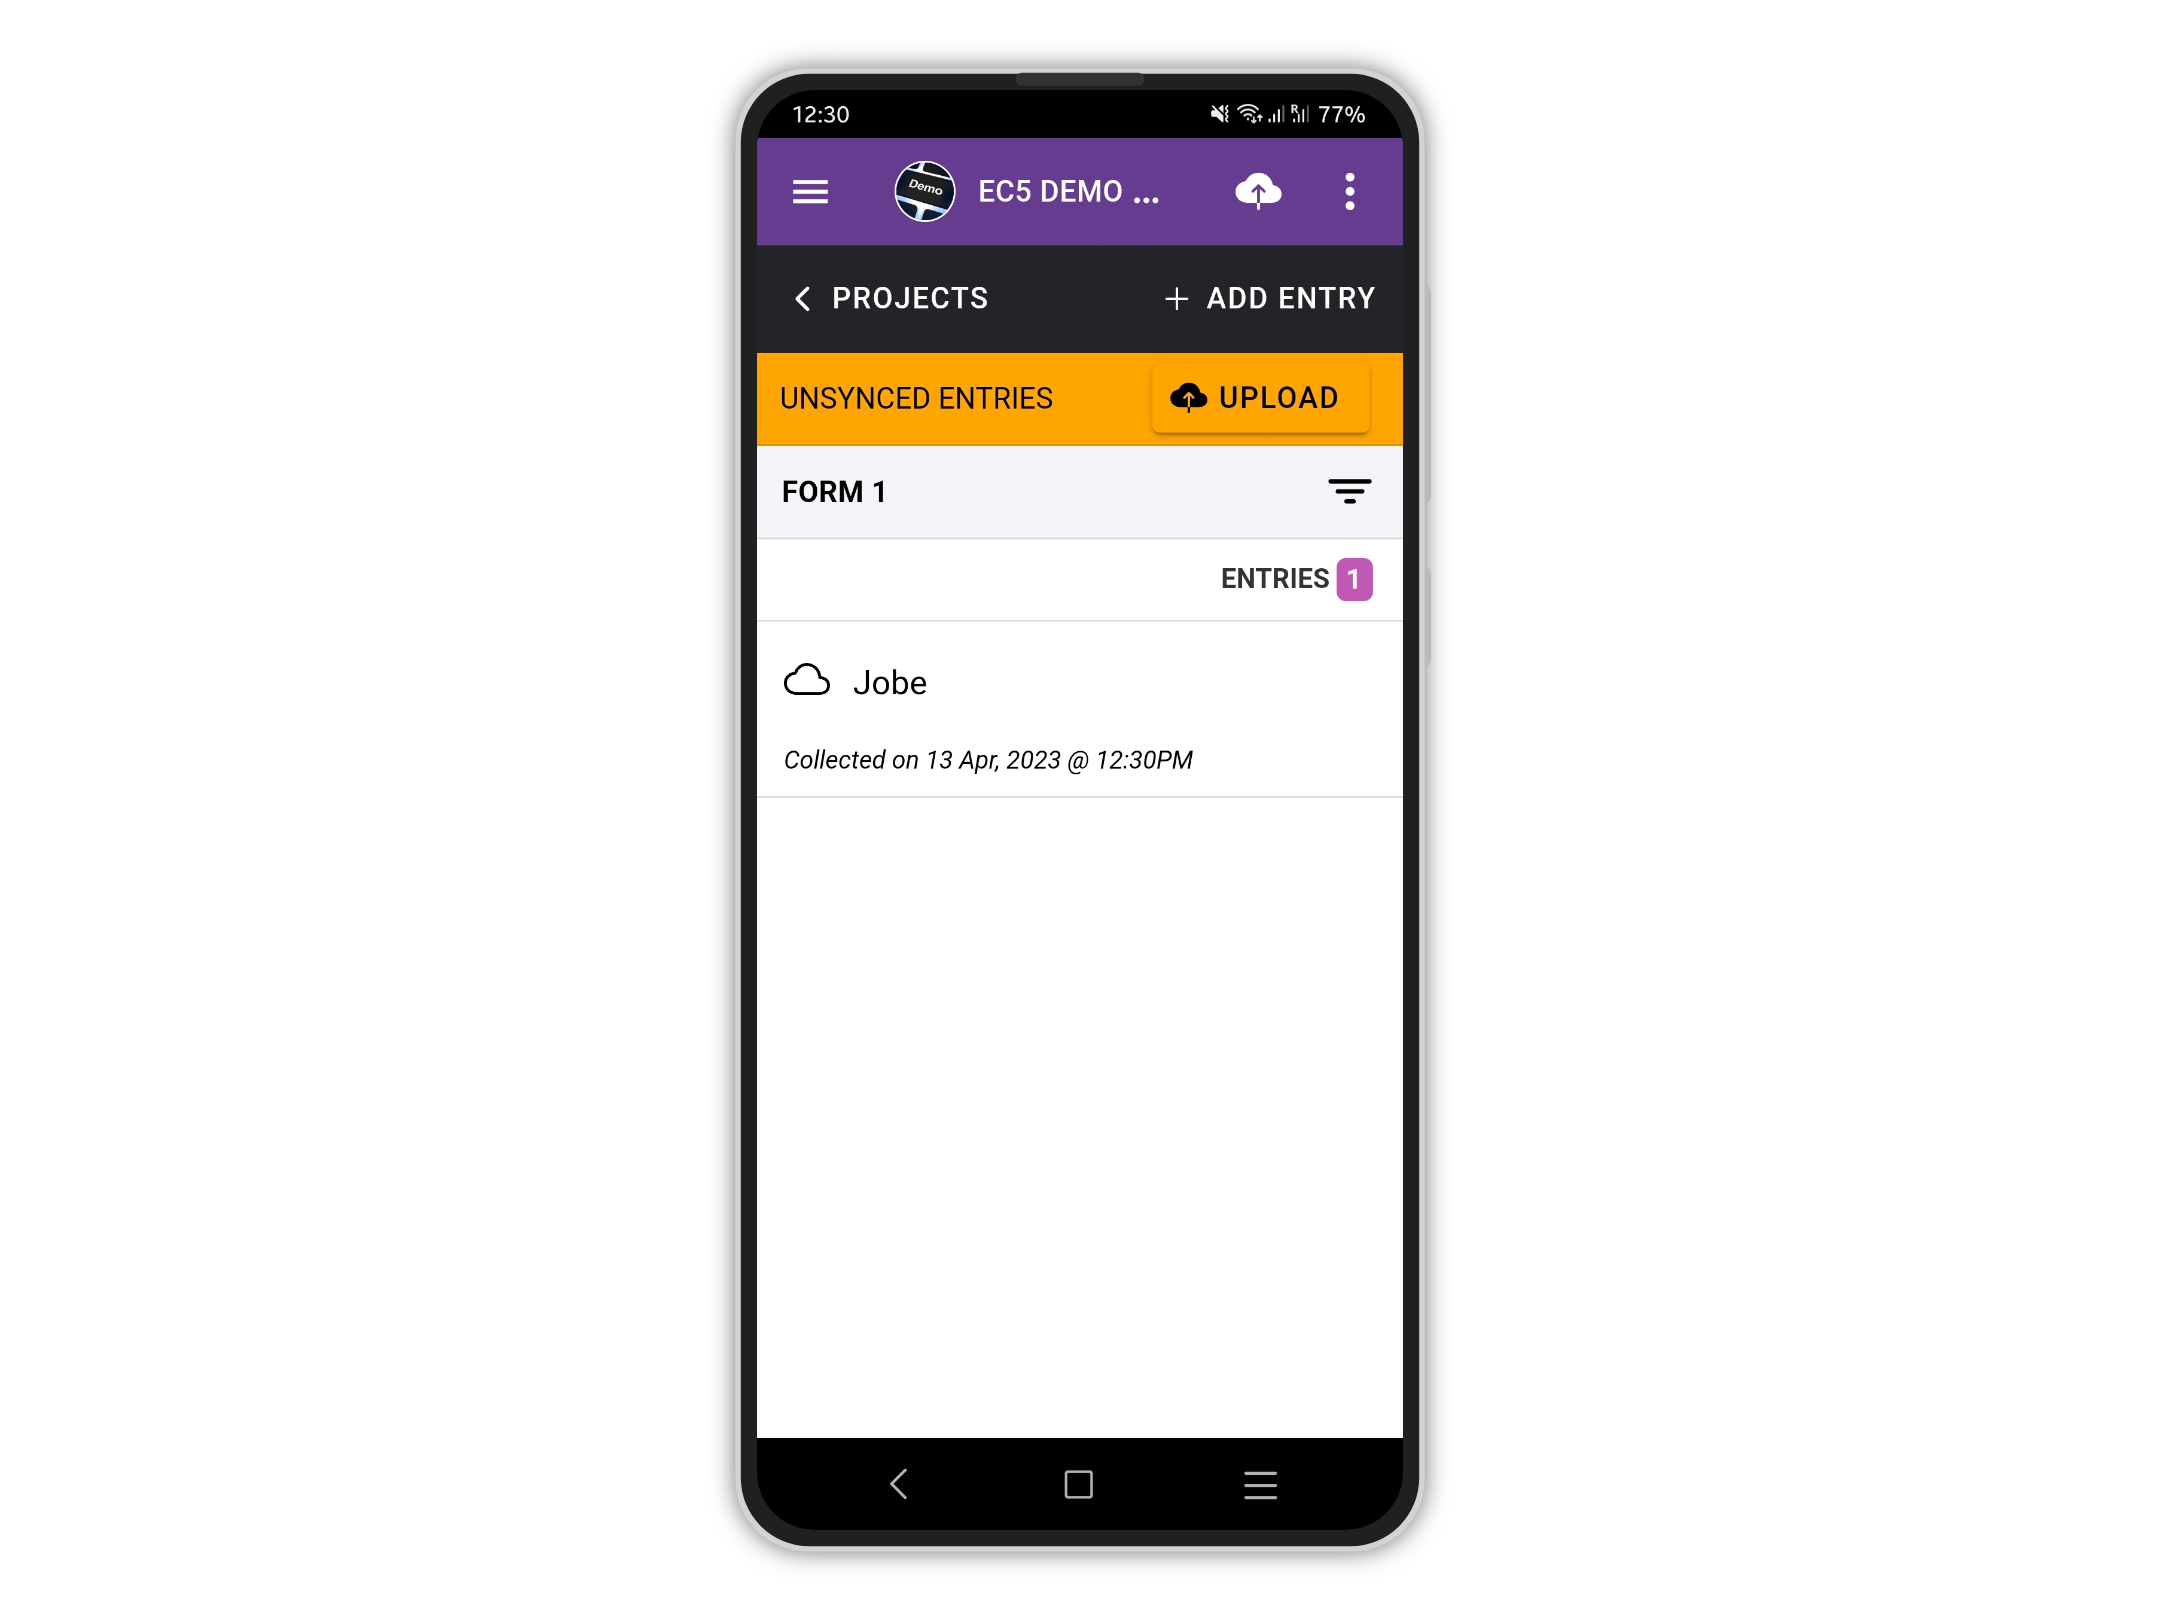 12:30 R 77%
Demo EC5 DEMO ...
PROJECTS + ADD ENTRY
UNSYNCED ENTRIES UPLOAD
FORM 1
ENTRIES 1
Jobe
Collected on 13 Apr, 2023 @ 12:30PM